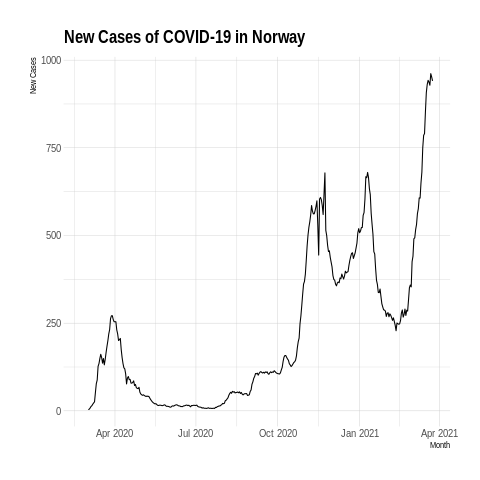 New Cases of COVID-19 in Norway
New Cases
1000
750
500
250
0
Apr 2020 Jul 2020 Oct 2020 Jan 2021 Apr 2021
Month